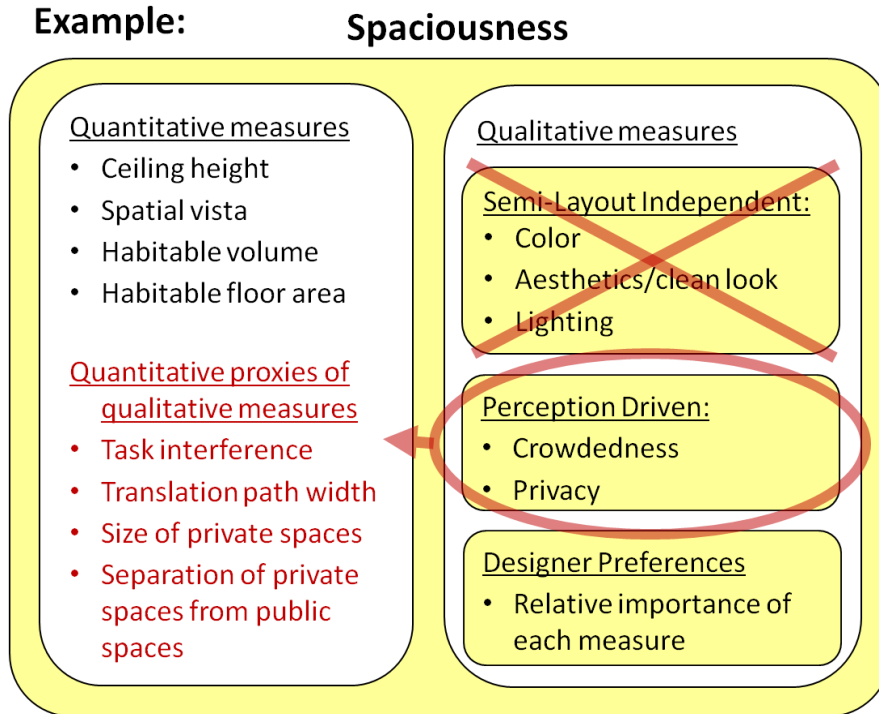 Example:
Spaciousness
Quantitative measures
• Ceiling height
• Spatial vista
• Habitable volume
• Habitable floor area
Quantitative proxies of
qualitative measures
• Task interference
• Translation path width
• Size of private spaces
• Separation of private
spaces from public
spaces
Qualitative measures
Semi-Layout Independent:
• Color
• Aesthetics/clean look
• Lighting
Perception Driven:
• Crowdedness
• Privacy
Designer Preferences
• Relative importance of
each measure